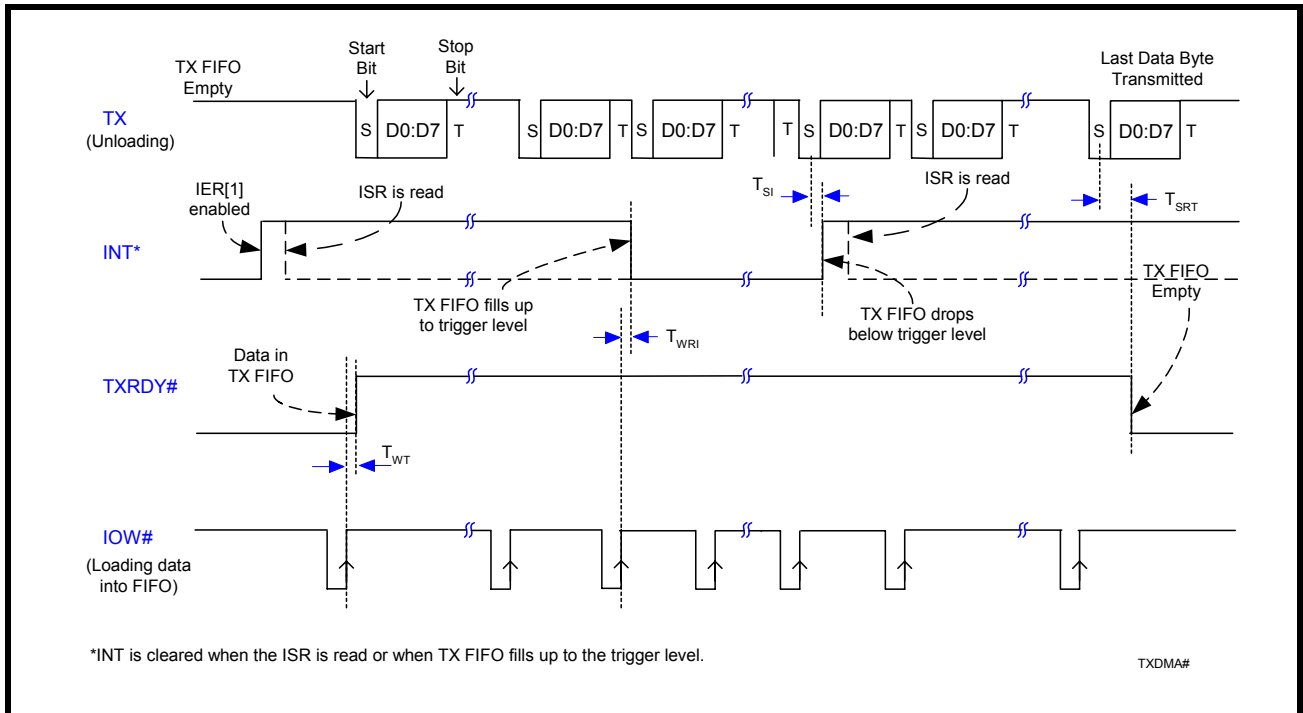 Start
Bit
Stop
Bit
TX FIFO
Empty
Last Data Byte
Transmitted
TX
(Unloading)
S D0:D7 T S D0:D7 T S D0:D7 T T S D0:D7 T S D0:D7 T S D0:D7 T
IER[1]
enabled
ISR is read
TSI
ISR is read
TSRT
INT*
TX FIFO fills up
to trigger level
TX FIFO drops
below trigger level
TX FIFO
Empty
TWRI
Data in
TX FIFO
TXRDY#
TWT
IOW#
(Loading data
into FIFO)
*INT is cleared when the ISR is read or when TX FIFO fills up to the trigger level.
TXDMA#